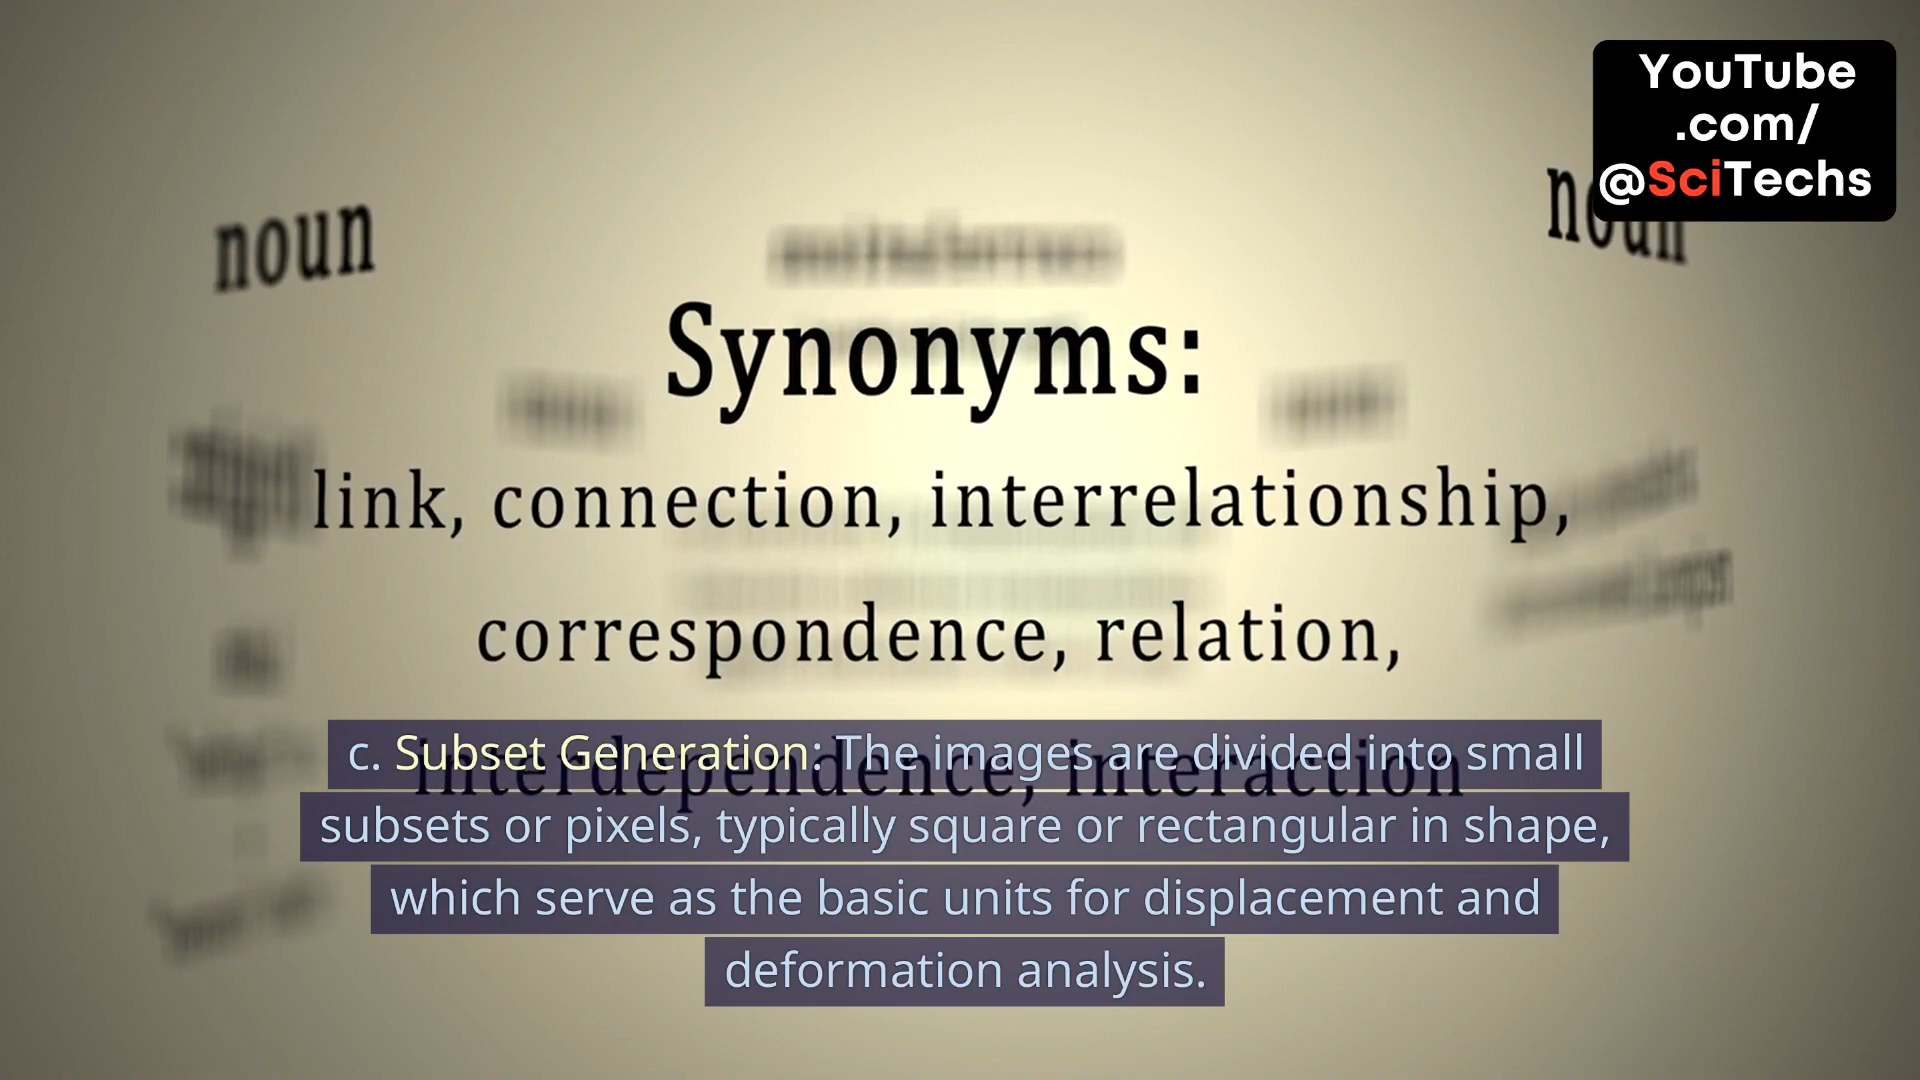 YouTube
.com/
@SciTechs
noun
noun
Synonyms:
link, connection, interrelationship,
correspondence, relation,
interdependence, interaction
c. Subset Generation: The images are divided into small
subsets or pixels, typically square or rectangular in shape,
which serve as the basic units for displacement and
deformation analysis.